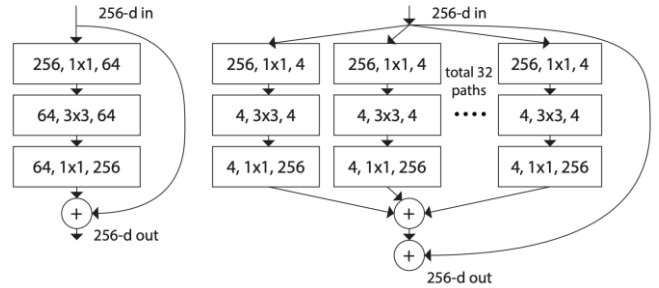 256-d in
256, 1x1, 64
64, 3x3, 64
64, 1x1, 256
+
256-d out
256-d in
256, 1x1, 4
256, 1x1, 4
256, 1x1, 4
total 32
paths
4, 3x3, 4
4, 3x3, 4
....
4, 3x3, 4
4, 1x1, 256
4, 1x1, 256
4, 1x1, 256
+
+
256-d out